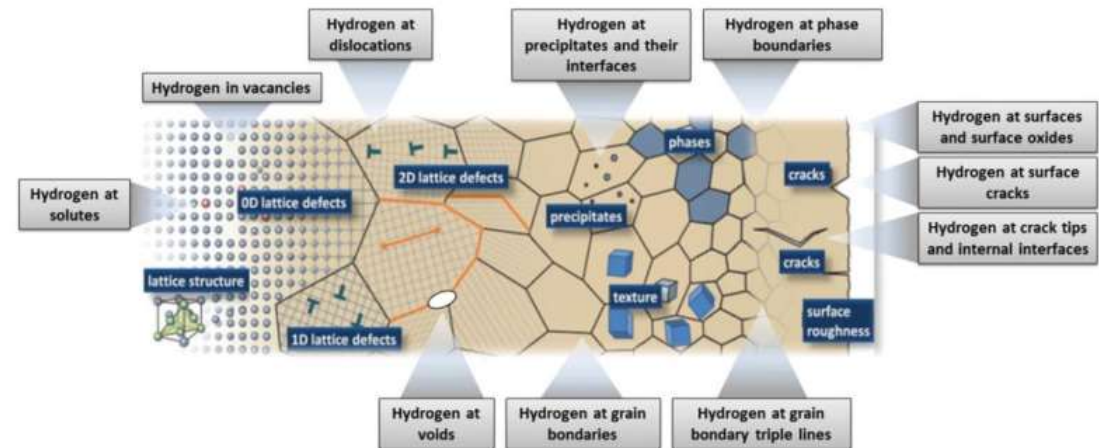 Hydrogen at
dislocations
Hydrogen at
precipitates and their
interfaces
Hydrogen at phase
boundaries
Hydrogen in vacancies
Hydrogen at surfaces
and surface oxides
phases
2D lattice defects
cracks
Hydrogen at surface
cracks
Hydrogen at
solutes
0D lattice defects
precipitates
Hydrogen at crack tips
and internal interfaces
cracks
lattice structure
texture
surface
roughness
1D lattice defects
Hydrogen at
voids
Hydrogen at grain
bondaries
Hydrogen at grain
bondary triple lines